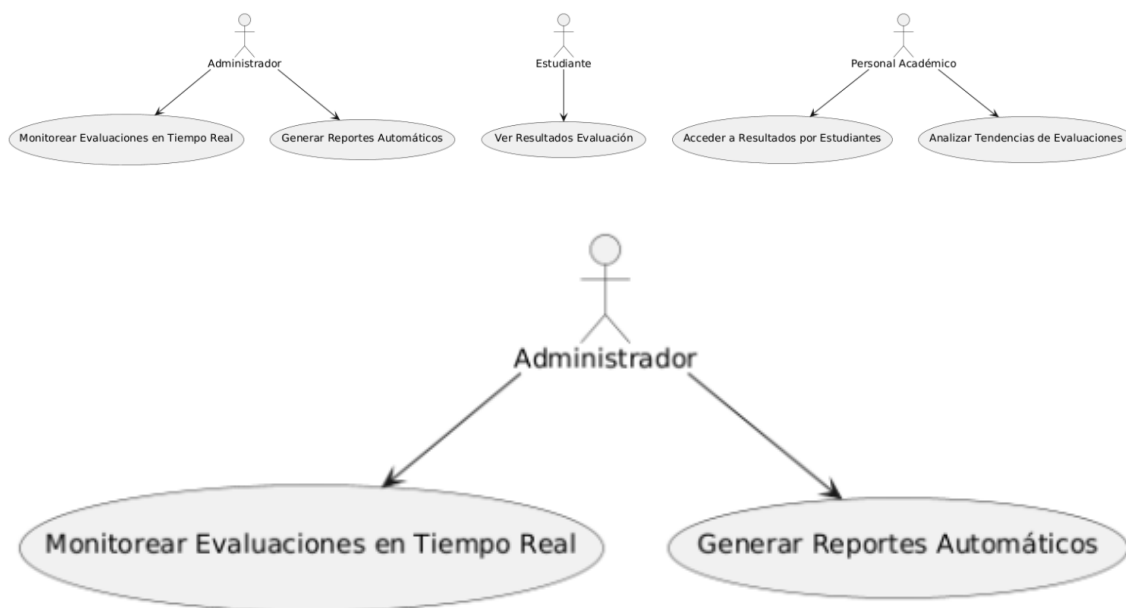 Administrador
Estudiante
Personal Académico
Monitorear Evaluaciones en Tiempo Real
Generar Reportes Automáticos
Ver Resultados Evaluación
Acceder a Resultados por Estudiantes
Analizar Tendencias de Evaluaciones
Administrador
Monitorear Evaluaciones en Tiempo Real
Generar Reportes Automáticos